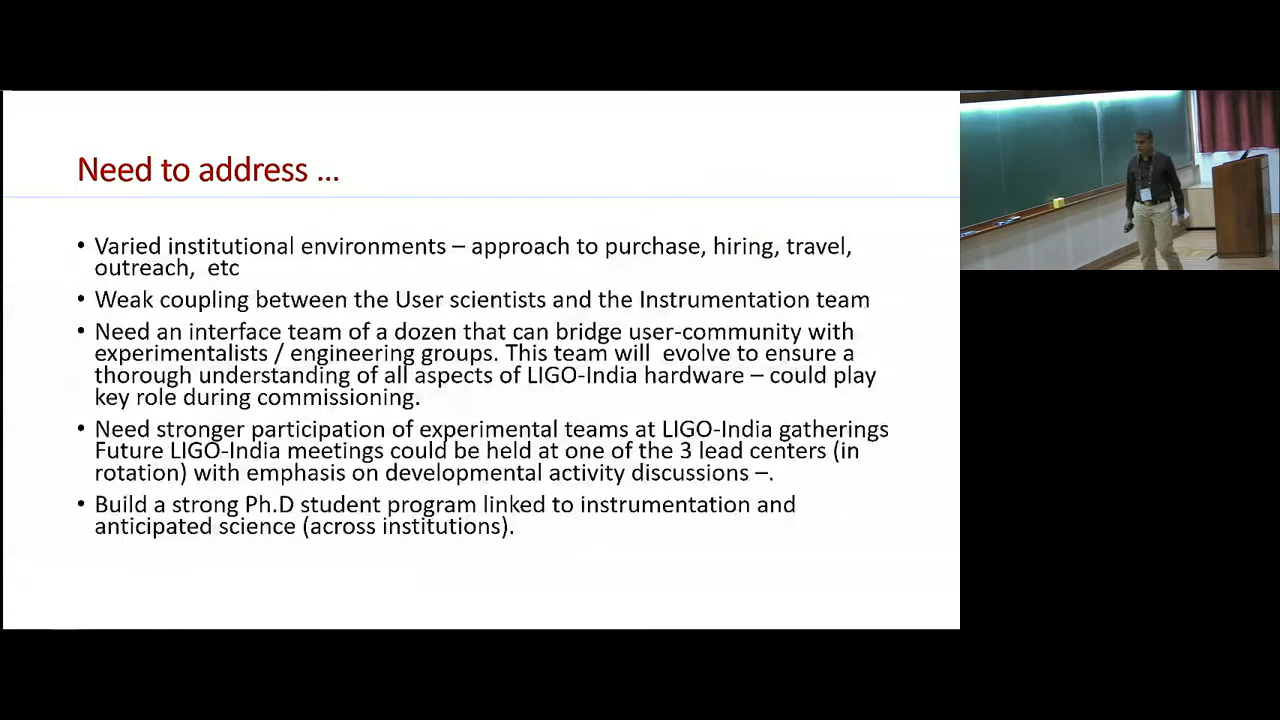 Need to address ...
• Varied institutional environments – approach to purchase, hiring, travel,
outreach, etc
• Weak coupling between the User scientists and the Instrumentation team
• Need an interface team of a dozen that can bridge user-community with
experimentalists / engineering groups. This team will evolve to ensure a
thorough understanding of all aspects of LIGO-India hardware – could play
key role during commissioning.
• Need stronger participation of experimental teams at LIGO-India gatherings
Future LIGO-India meetings could be held at one of the 3 lead centers (in
rotation) with emphasis on developmental activity discussions –.
• Build a strong Ph.D student program linked to instrumentation and
anticipated science (across institutions).